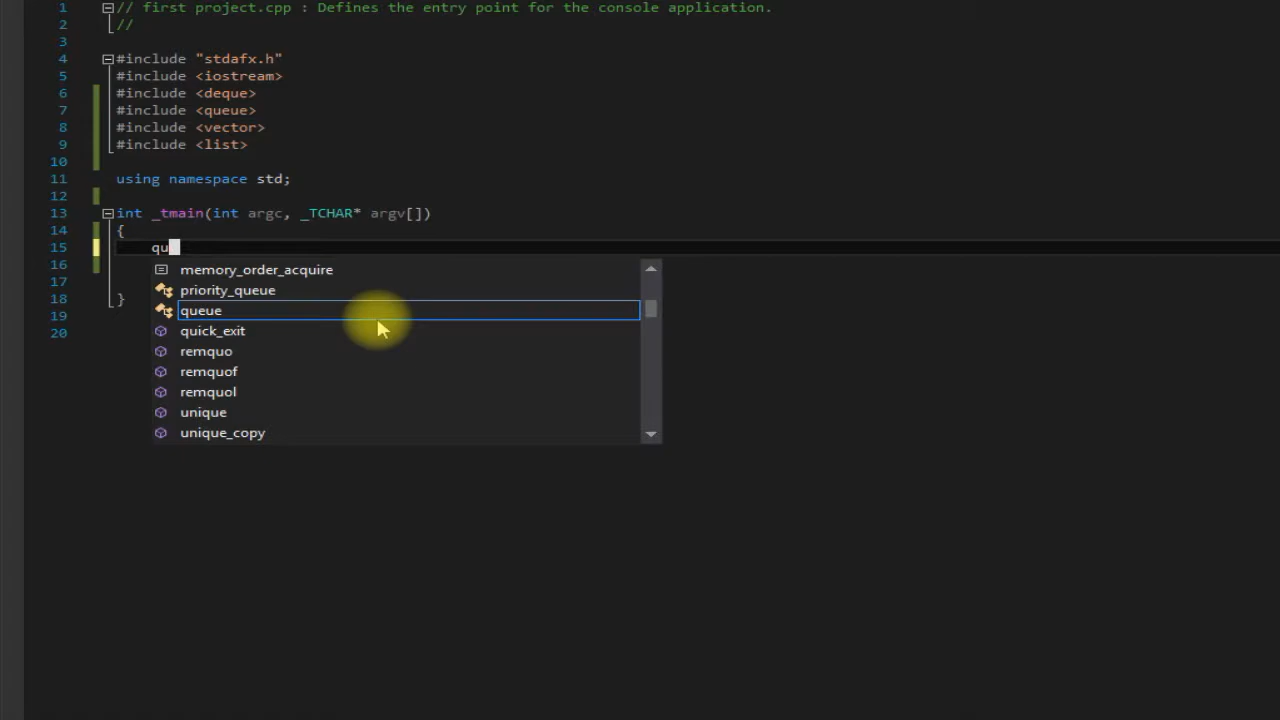 1 // first project.cpp : Defines the entry point for the console application.
2 //
3
4 #include "stdafx.h"
5 #include <iostream>
6 #include <deque>
7 #include <queue>
8 #include <vector>
9 #include <list>
10
11 using namespace std;
12
13 int _tmain(int argc, _TCHAR* argv[])
14 {
15 qu
16 memory_order_acquire
priority_queue
17
18 }
queue
19
quick_exit
20
remquo
remquof
remquol
unique
unique_copy